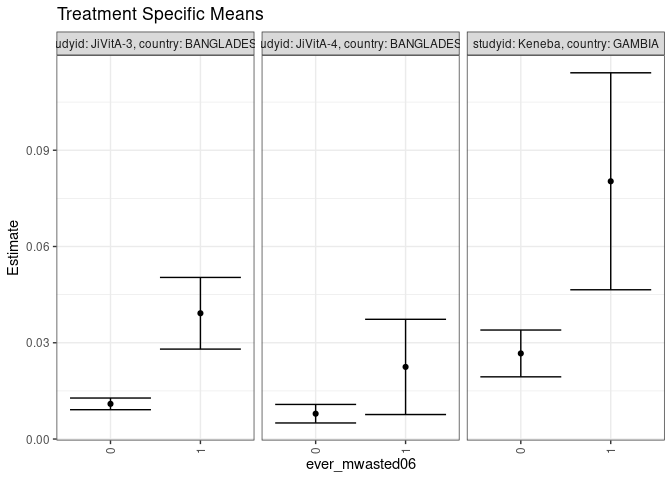 Treatment Specific Means
udyid: JiVitA-3, country: BANGLADES
udyid: JiVitA-4, country: BANGLADES
studyid: Keneba, country: GAMBIA
Estimate
0.09
0.06
0.03
0.00
0
1
0
1
0
1
ever_mwasted06